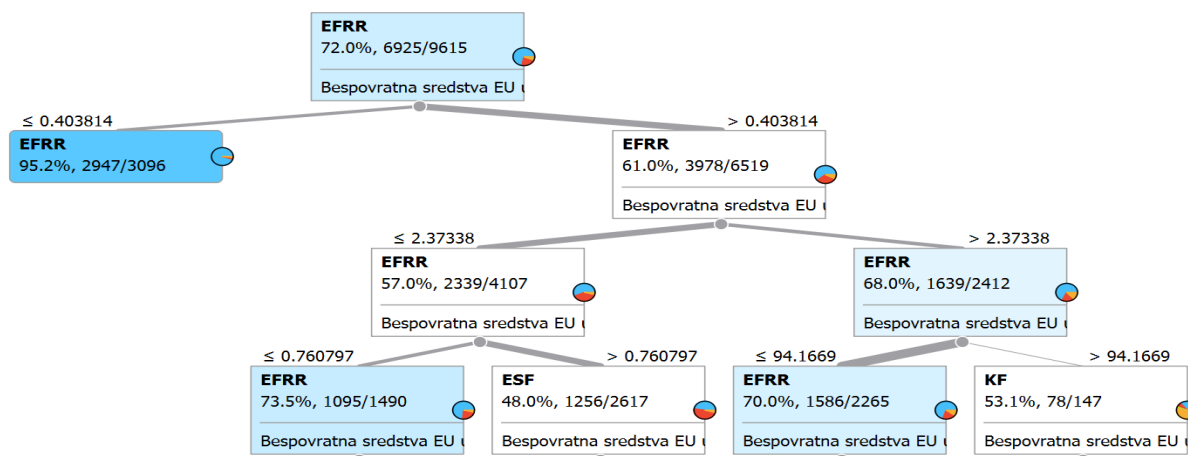 EFRR
72.0%, 6925/9615
Bespovratna sredstva EU u
≤ 0.403814
> 0.403814
EFRR
95.2%, 2947/3096
EFRR
61.0%, 3978/6519
Bespovratna sredstva EU u
≤ 2.37338
> 2.37338
EFRR
57.0%, 2339/4107
Bespovratna sredstva EU u
EFRR
68.0%, 1639/2412
Bespovratna sredstva EU u
≤ 0.760797
> 0.760797
≤ 94.1669
> 94.1669
EFRR
73.5%, 1095/1490
Bespovratna sredstva EU u
ESF
48.0%, 1256/2617
Bespovratna sredstva EU u
EFRR
70.0%, 1586/2265
Bespovratna sredstva EU u
KF
53.1%, 78/147
Bespovratna sredstva EU u